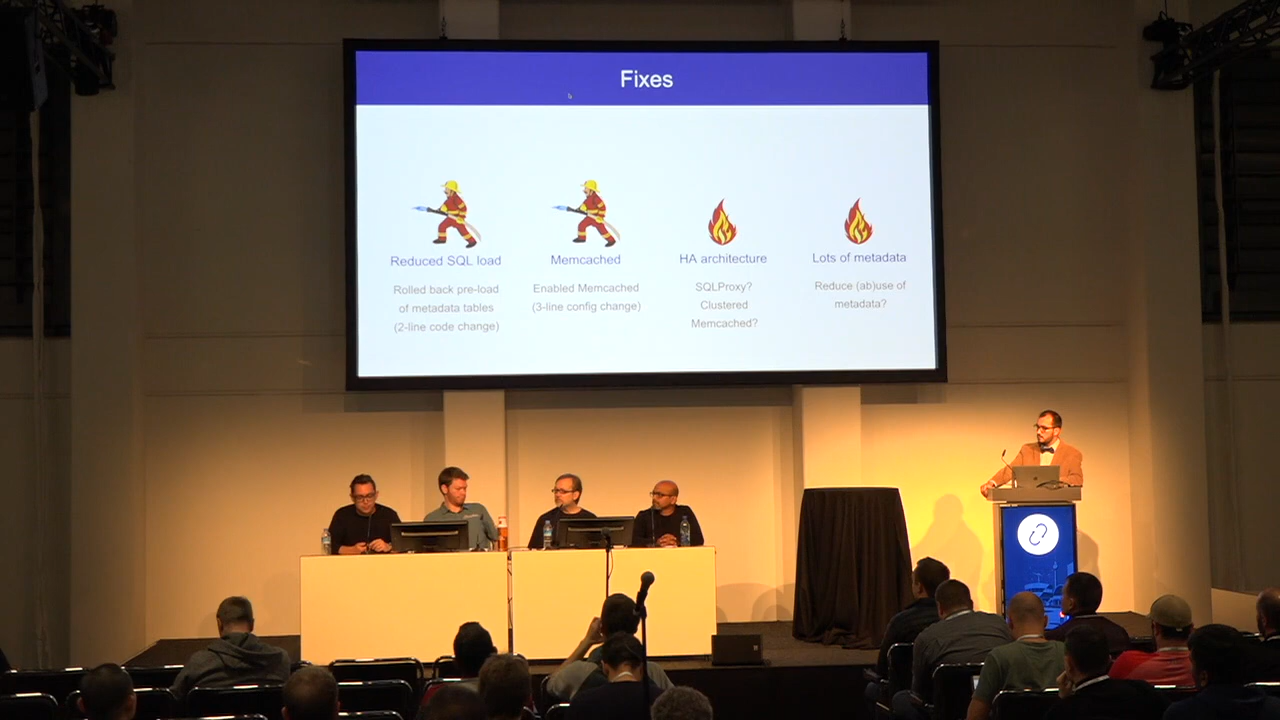 Fixes
Reduced SQL load
Rolled back pre-load
of metadata tables
(2-line code change)
Memcached
Enabled Memcached
(3-line config change)
HA architecture
SQLProxy?
Clustered
Memcached?
Lots of metadata
Reduce (ab)use of
metadata?